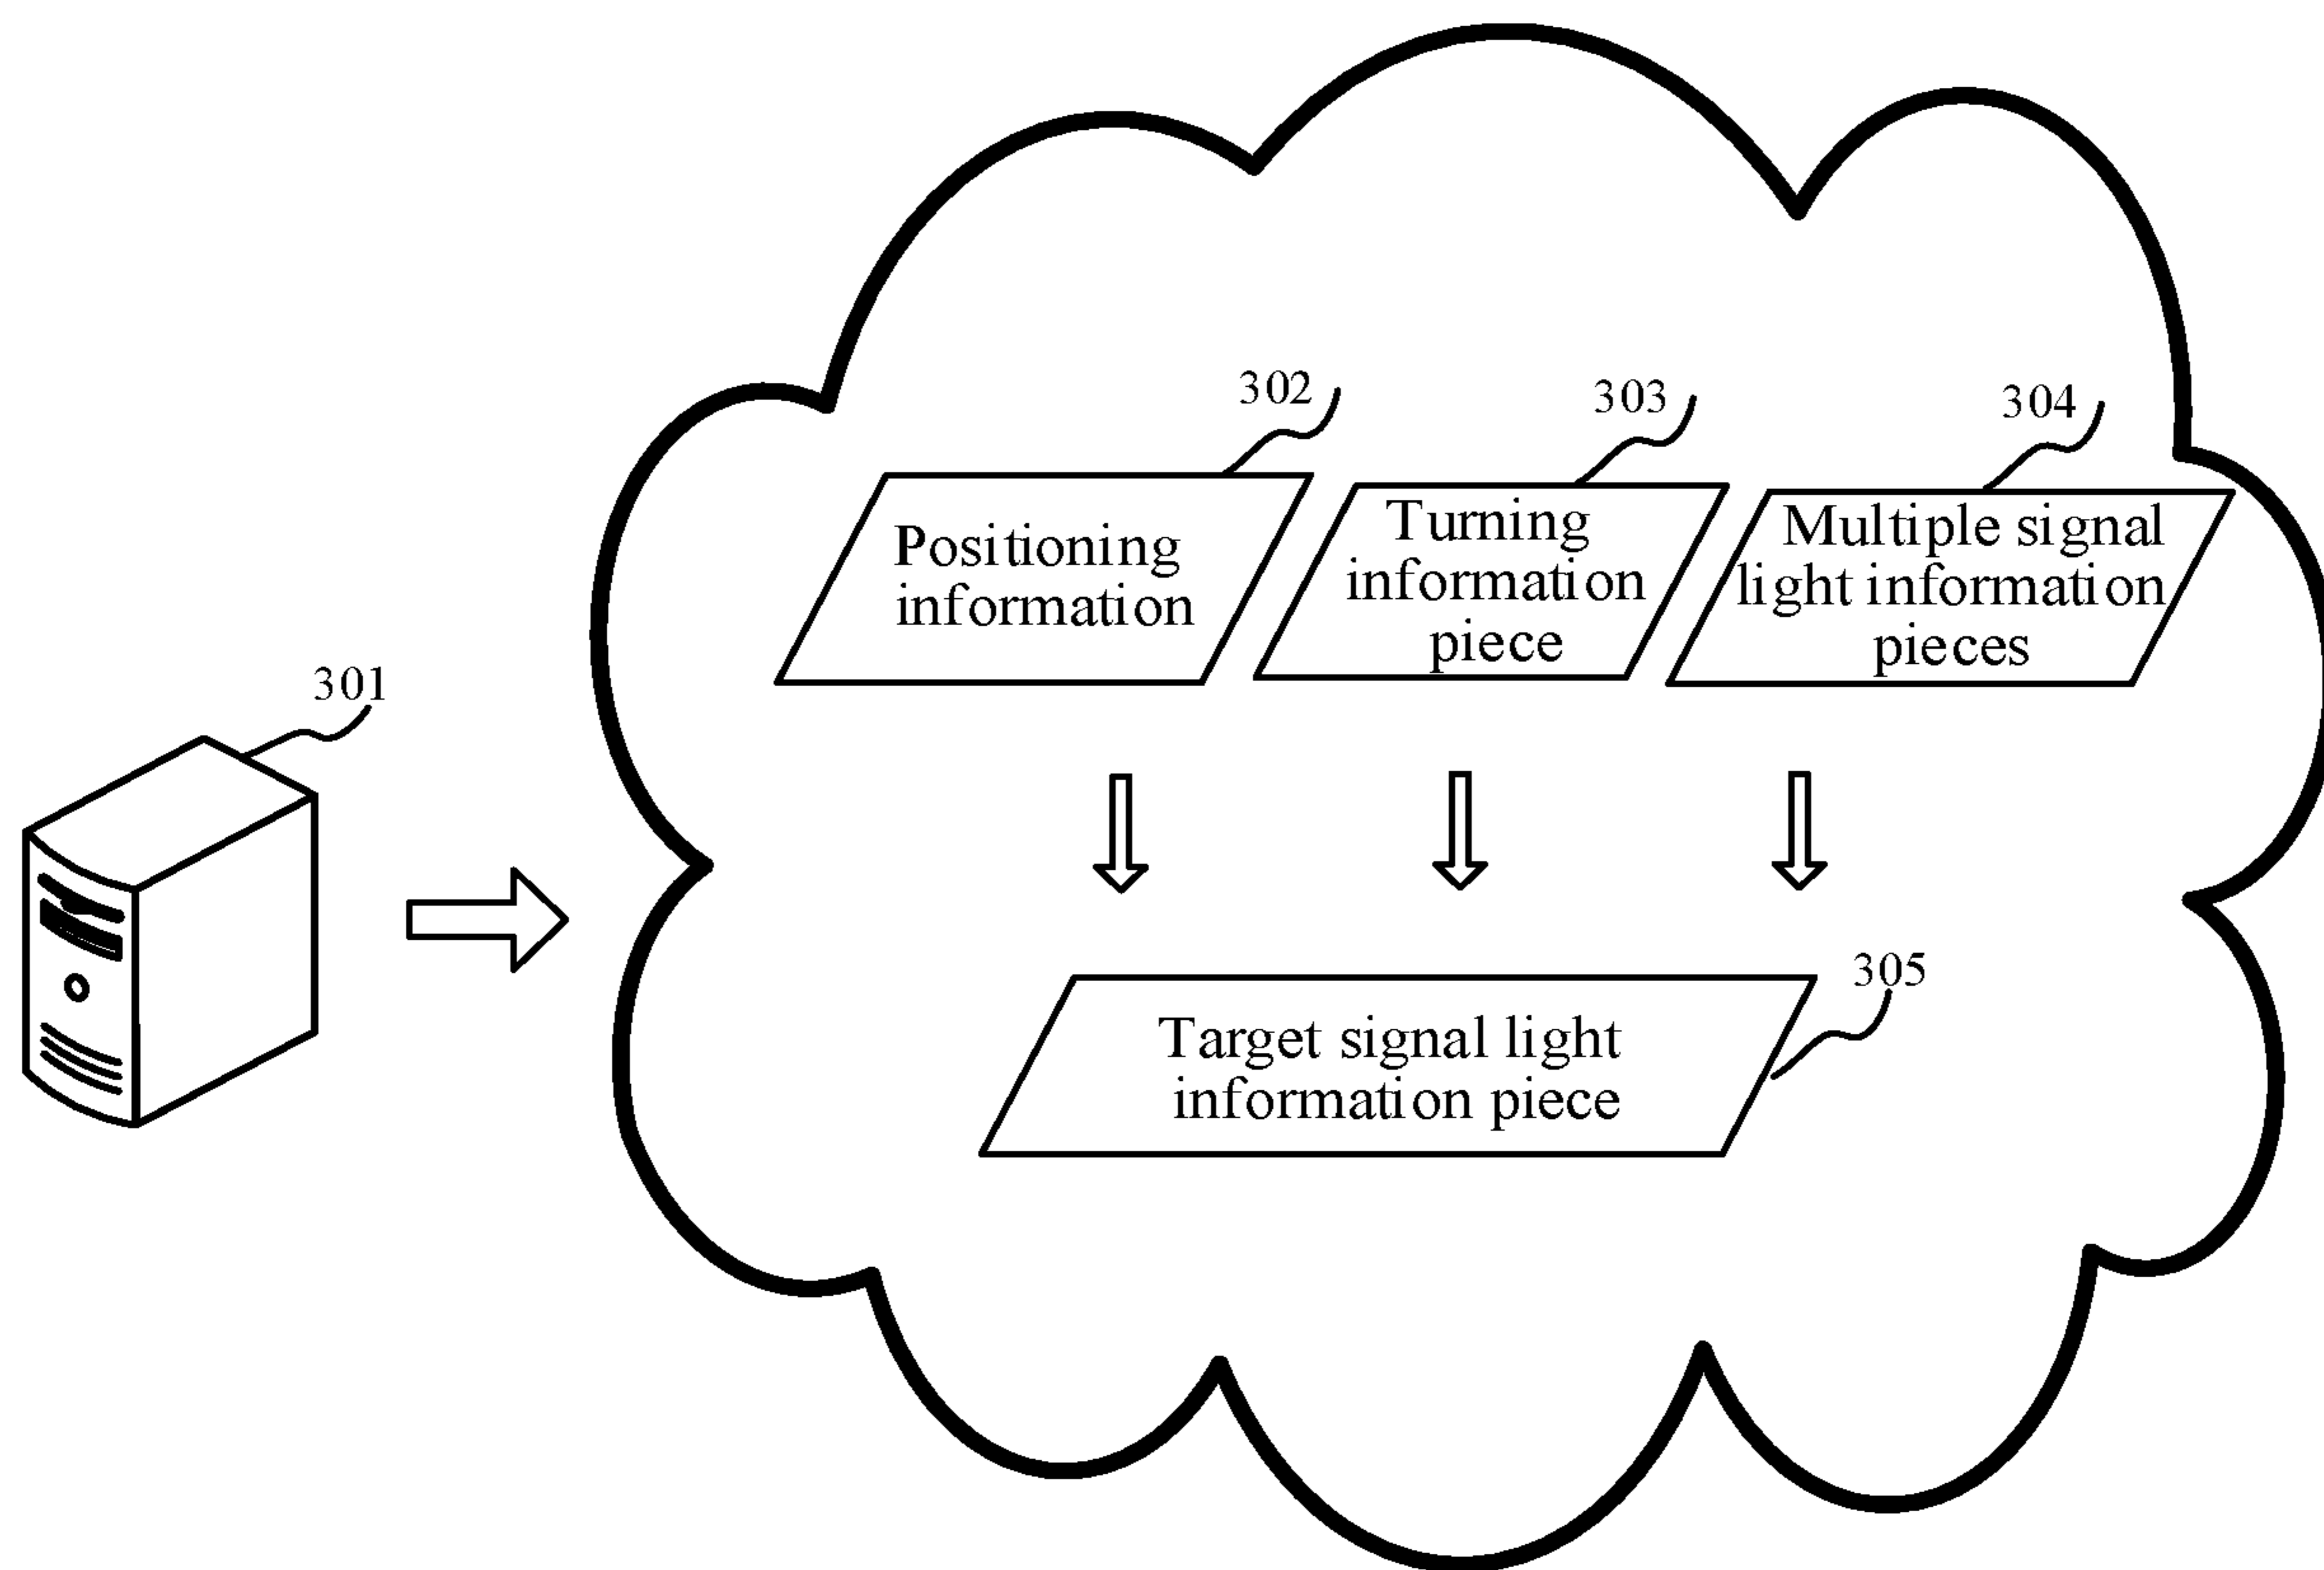 302
303
304
Positioning
information
Turning
information
piece
Multiple signal
light information
pieces
301
305
Target signal light
information piece